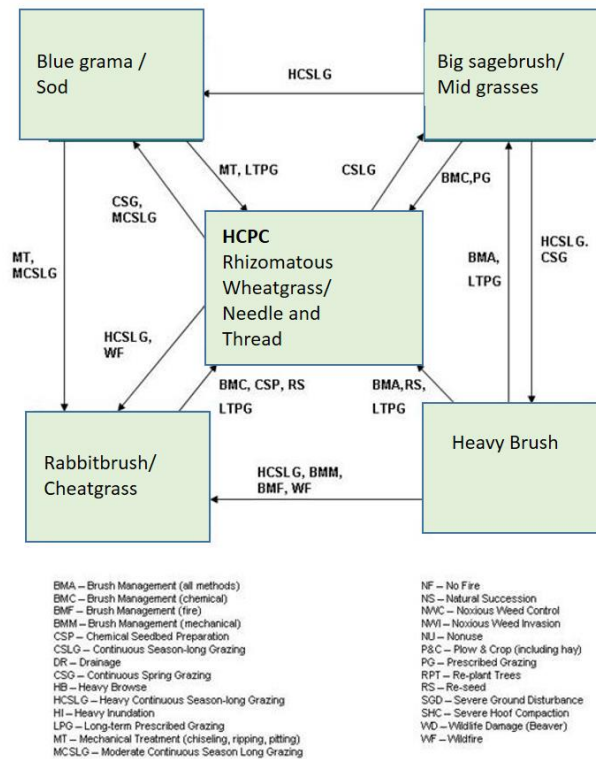 Blue grama /
Sod
HCSLG
Big sagebrush/
Mid grasses
MT, LTPG
CSLG
BMC,PG
CSG,
MCSLG
HCPC
Rhizomatous
Wheatgrass/
Needle and
Thread
MT,
MCSLG
BMA,
LTPG
HCSLG.
CSG
HCSLG,
WF
BMC, CSP, RS
LTPG
BMA,RS,
LTPG
Rabbitbrush/
Cheatgrass
HCSLG, BMM,
BMF, WF
Heavy Brush
BMA – Brush Management (all methods)
BMC – Brush Management (chemical)
BMF – Brush Management (fire)
BMM – Brush Management (mechanical)
CSP – Chemical Seedbed Preparation
CSLG – Continuous Season-long Grazing
DR – Drainage
CSG – Continuous Spring Grazing
HB – Heavy Browse
HCSLG – Heavy Continuous Season-long Grazing
HI – Heavy Inundation
LPG – Long-term Prescribed Grazing
MT – Mechanical Treatment (chiseling, ripping, pitting)
MCSLG – Moderate Continuous Season Long Grazing
NF – No Fire
NS – Natural Succession
NWC – Noxious Weed Control
NWI – Noxious Weed Invasion
NU – Nonuse
P&C – Plow & Crop (including hay)
PG – Prescribed Grazing
RPT – Re-plant Trees
RS – Re-seed
SGD – Severe Ground Disturbance
SHC – Severe Hoof Compaction
WD – Wildlife Damage (Beaver)
WF – Wildfire